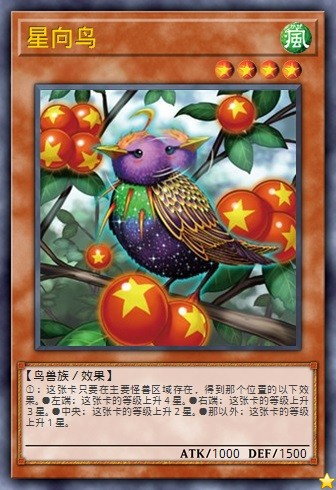 星向鸟
風
【鸟兽族／效果】
①：这张卡只要在主要怪兽区域存在，得到那个位置的以下效
果。●左端：这张卡的等级上升４星。●右端：这张卡的等级上升
３星。●中央：这张卡的等级上升２星。●那以外：这张卡的等级
上升１星。
ATK/1000 DEF/1500